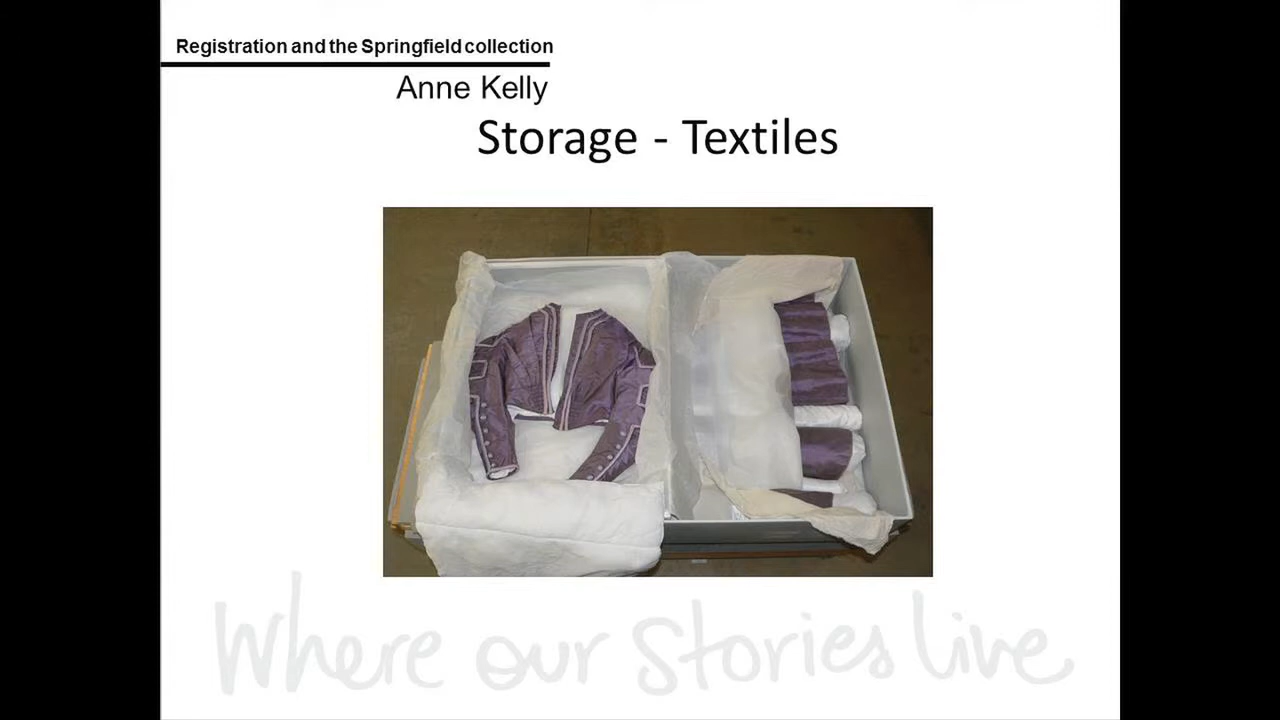 Registration and the Springfield collection
Anne Kelly
Storage - Textiles
Where our Stories live